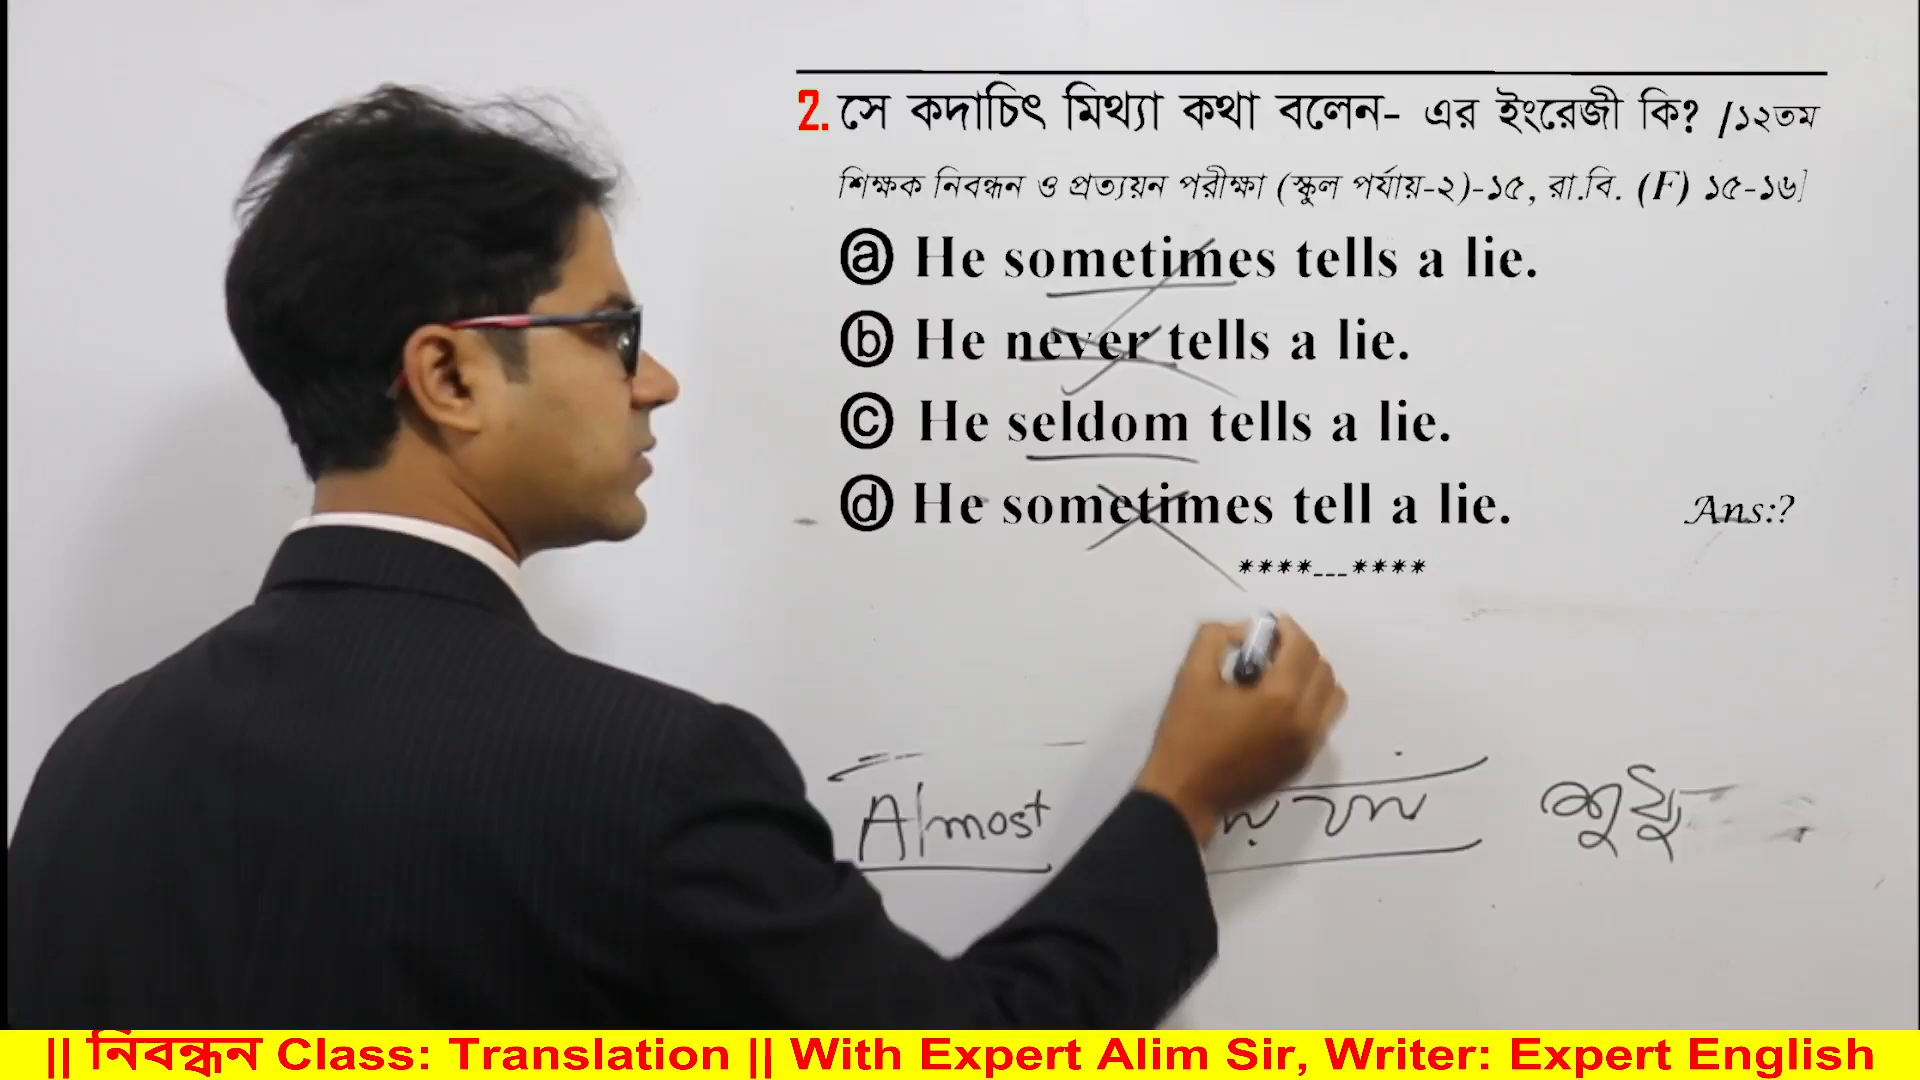 2. সে কদাচিৎ মিথ্যা কথা বলেন- এর ইংরেজী কি? [১২তম
শিক্ষক নিবন্ধন ও প্রত্যয়ন পরীক্ষা (স্কুল পর্যায়-২)-১৫, রা.বি. (F) ১৫-১৬]
ⓐ He sometimes tells a lie.
ⓑ He never tells a lie.
ⓒ He seldom tells a lie.
ⓓ He sometimes tell a lie. Ans:?
****---****
Almost শুধু
|| নিবন্ধন Class: Translation || With Expert Alim Sir, Writer: Expert English